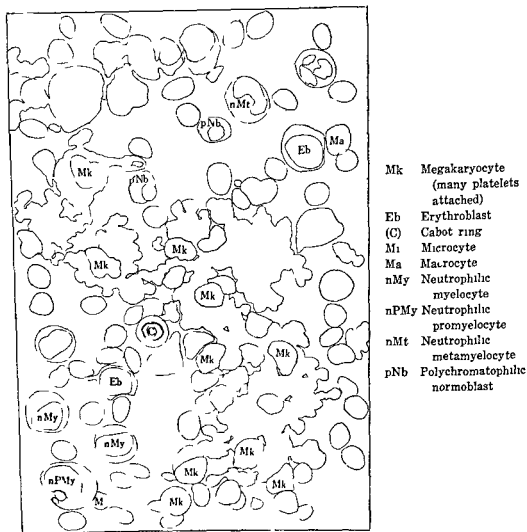 nMt
pNb
Eb
Ma
Mk
pNb
Mk
Mk
Mk
C
Mk
Mk
Eb
nMy
nMy
Mk
nPMy
Mk
Mk
M
Mk
Mk Megakaryocyte
(many platelets
attached)
Eb Erythroblast
(C) Cabot ring
Mi Microcyte
Ma Macrocyte
nMy Neutrophilic
myelocyte
nPMy Neutrophilic
promyelocyte
nMt Neutrophilic
metamyelocyte
pNb Polychromatophilic
normoblast